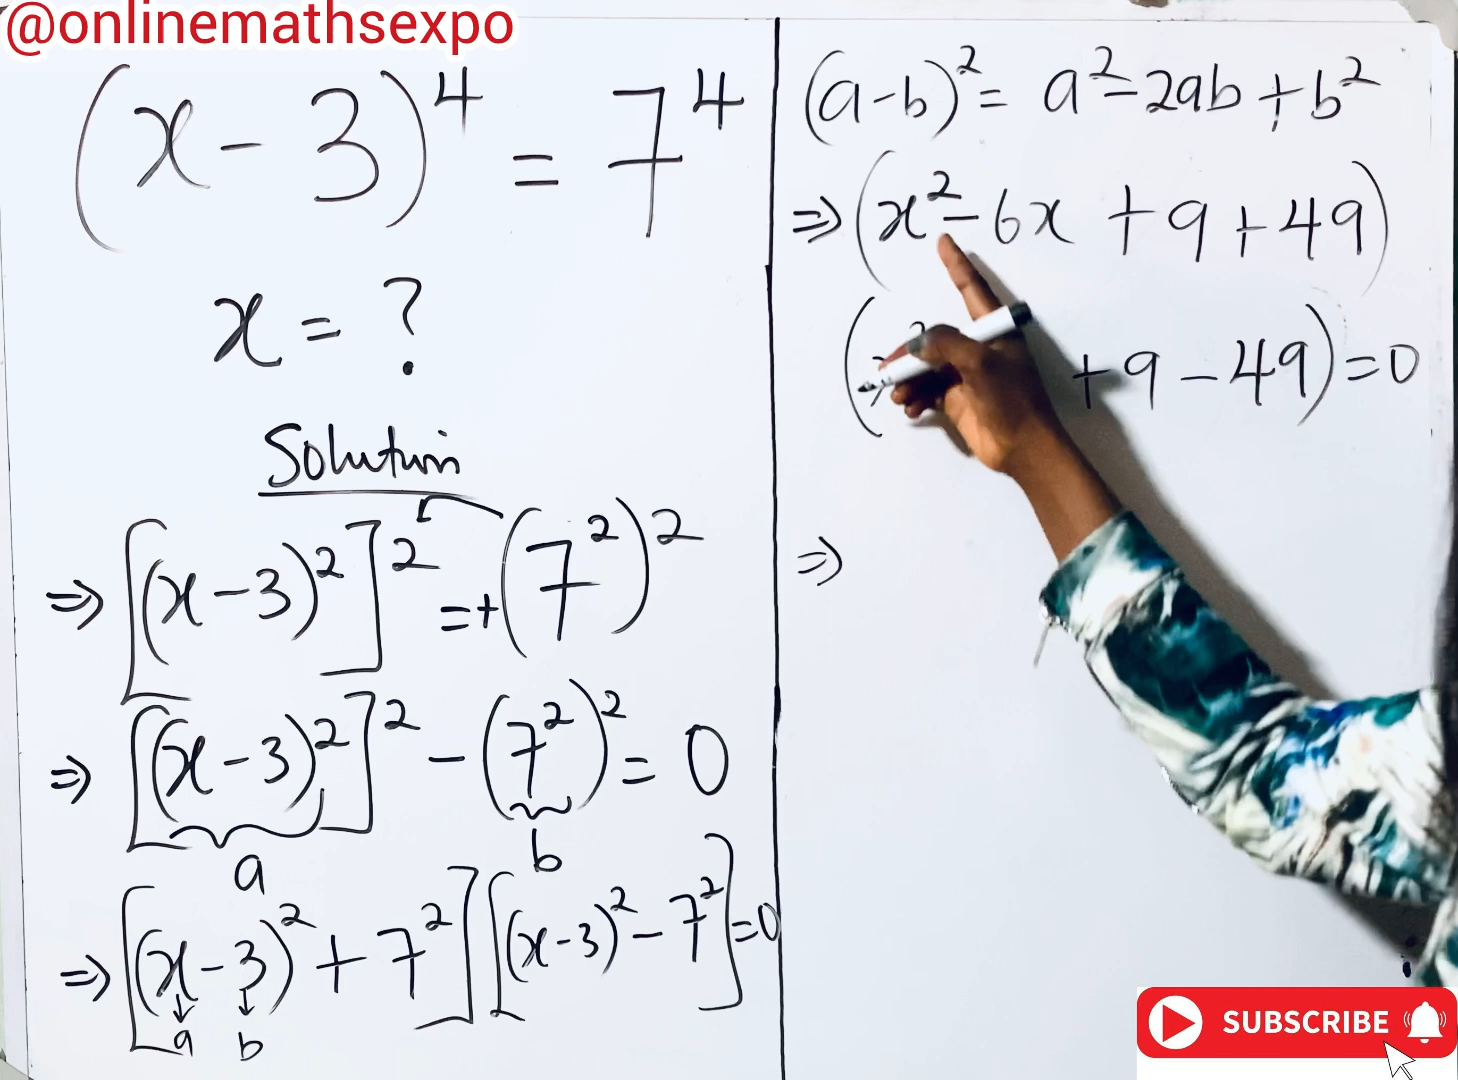 @onlinemathsexpo
(x - 3)⁴ = 7⁴
x = ?
Solution
⇒ [(x - 3)²]² = + (7²)²
⇒ [(x - 3)²]² - (7²)² = 0
a b
⇒ [(x - 3)² + 7²] [(x - 3)² - 7²] = 0
a b
(a - b)² = a² - 2ab + b²
⇒ (x² - 6x + 9 + 49)
( + 9 - 49) = 0
⇒
SUBSCRIBE